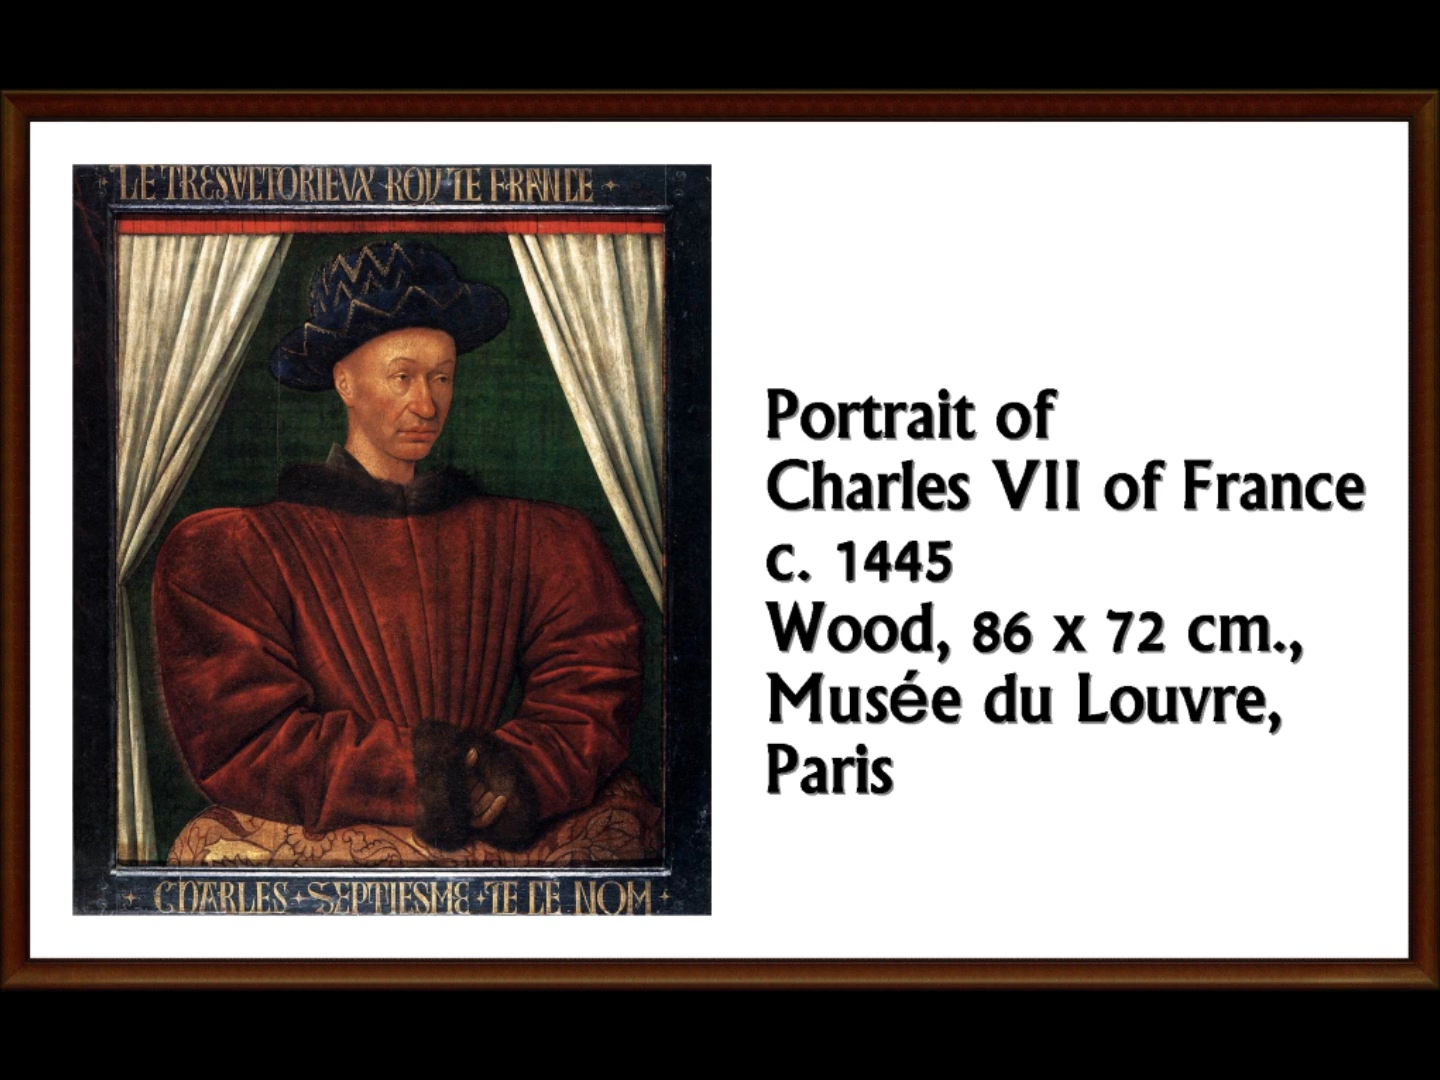 LE TRESVICTORIEVX ROY DE FRANCE
CHARLES SEPTIESME DE CE NOM
Portrait of
Charles VII of France
c. 1445
Wood, 86 x 72 cm.,
Musée du Louvre,
Paris